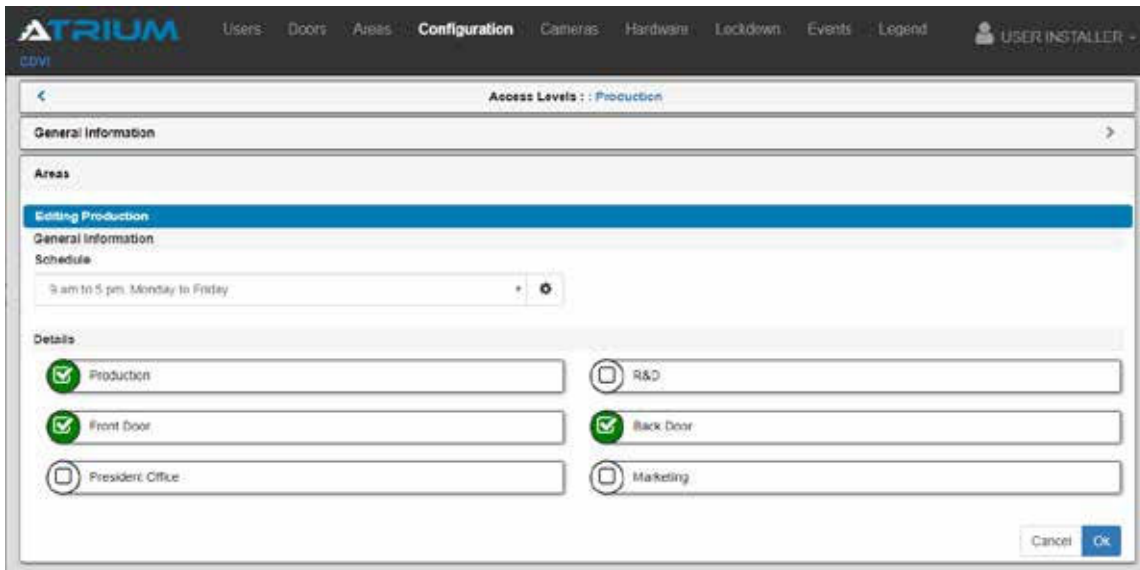 ATRIUM
CDVI
Users Doors Areas Configuration Cameras Hardware Lockdown Events Legend USER INSTALLER
Access Levels : : Production
General Information
Areas
Editing Production
General Information
Schedule
9 am to 5 pm. Monday to Friday
Details
Production R&D
Front Door Back Door
President Office Marketing
Cancel Ok